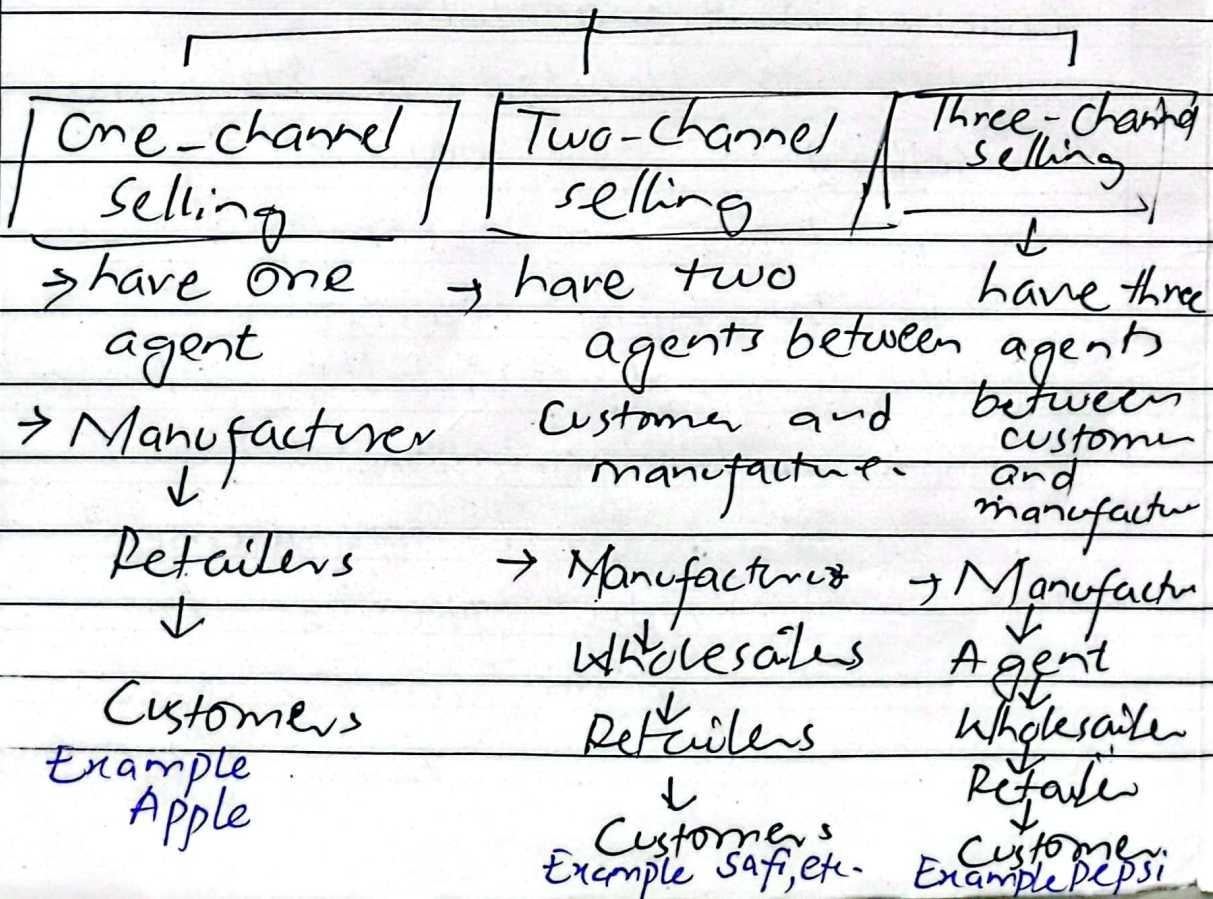 One-channel
selling
→ have one
agent
→ Manufacturer
↓
Retailers
↓
Customers
Example
Apple
Two-Channel
selling
→ have two
agents between
Customer and
manufacture.
→ Manufacturer
↓
Wholesailers
↓
Retailers
↓
Customers
Example Safi, etc.
Three-channel
selling
↓
have three
agents
between
custome
and
manufactu
→ Manufactu
↓
Agent
↓
Wholesailer
↓
Retailer
↓
Customer
Example Pepsi